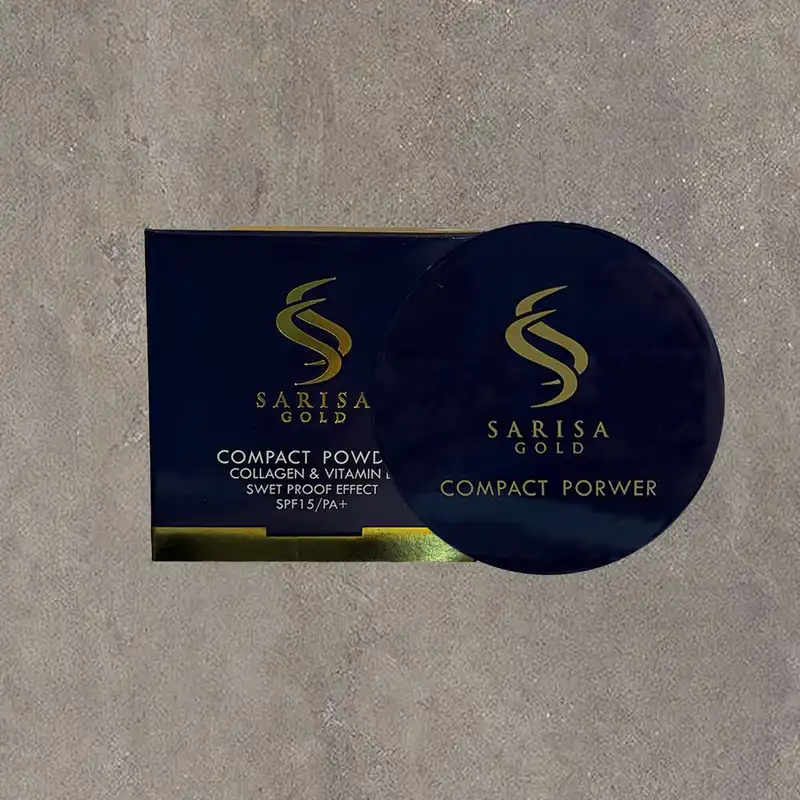 SARISA
GOLD
COMPACT POWD
COLLAGEN & VITAMIN
SWET PROOF EFFECT
SPF15/PA+
SARISA
GOLD
COMPACT PORWER